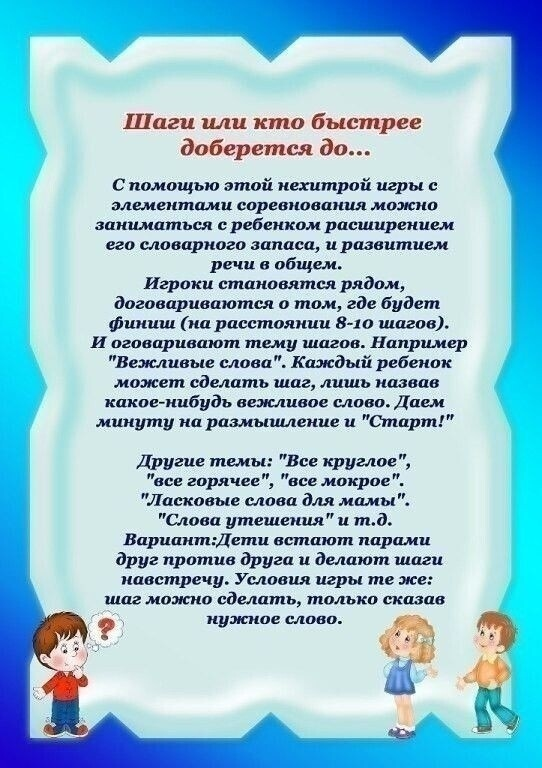 Шаги или кто быстрее
доберется до...
С помощью этой нехитрой игры с
элементами соревнования можно
заниматься с ребенком расширением
его словарного запаса, и развитием
речи в общем.
Игроки становятся рядом,
договариваются о том, где будет
финиш (на расстоянии 8-10 шагов).
И оговаривают тему шагов. Например
"Вежливые слова". Каждый ребенок
может сделать шаг, лишь назвав
какое-нибудь вежливое слово. Даем
минуту на размышление и "Старт!"
Другие темы: "Все круглое",
"все горячее", "все мокрое".
"Ласковые слова для мамы".
"Слова утешения" и т.д.
Вариант:Дети встают парами
друг против друга и делают шаги
навстречу. Условия игры те же:
шаг можно сделать, только сказав
нужное слово.
?